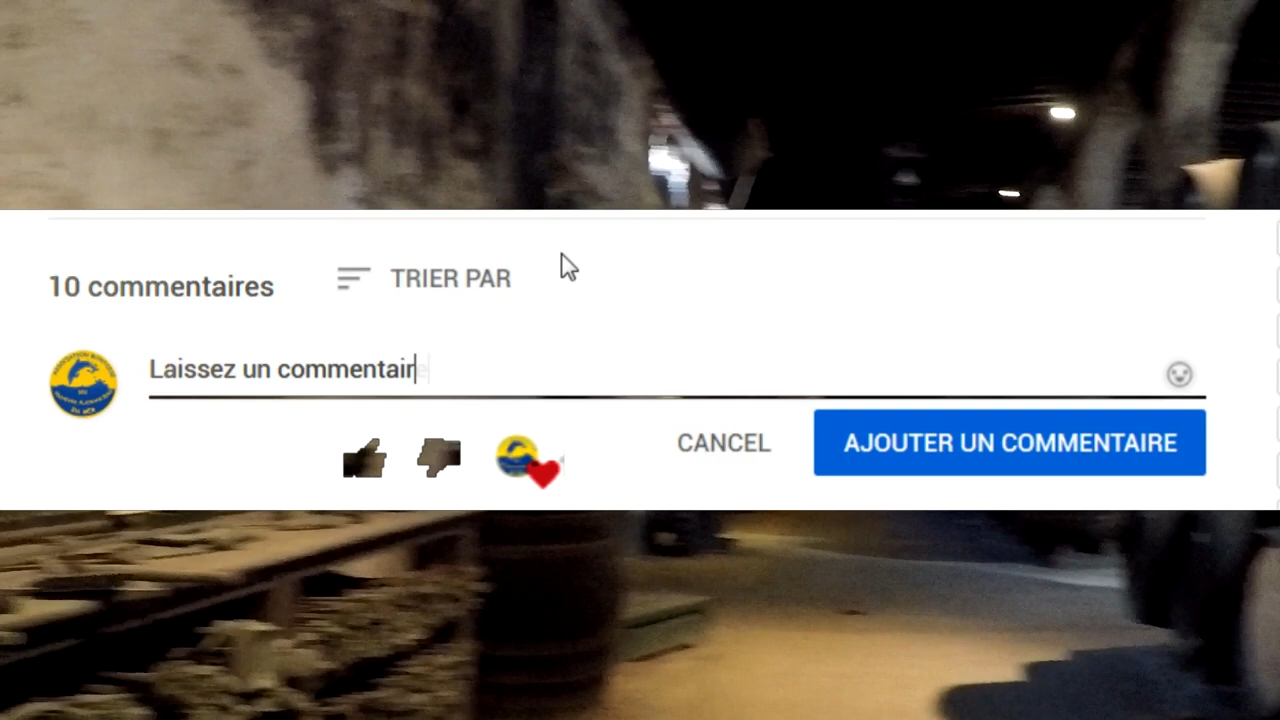 10 commentaires
TRIER PAR
Laissez un commentair
CANCEL
AJOUTER UN COMMENTAIRE